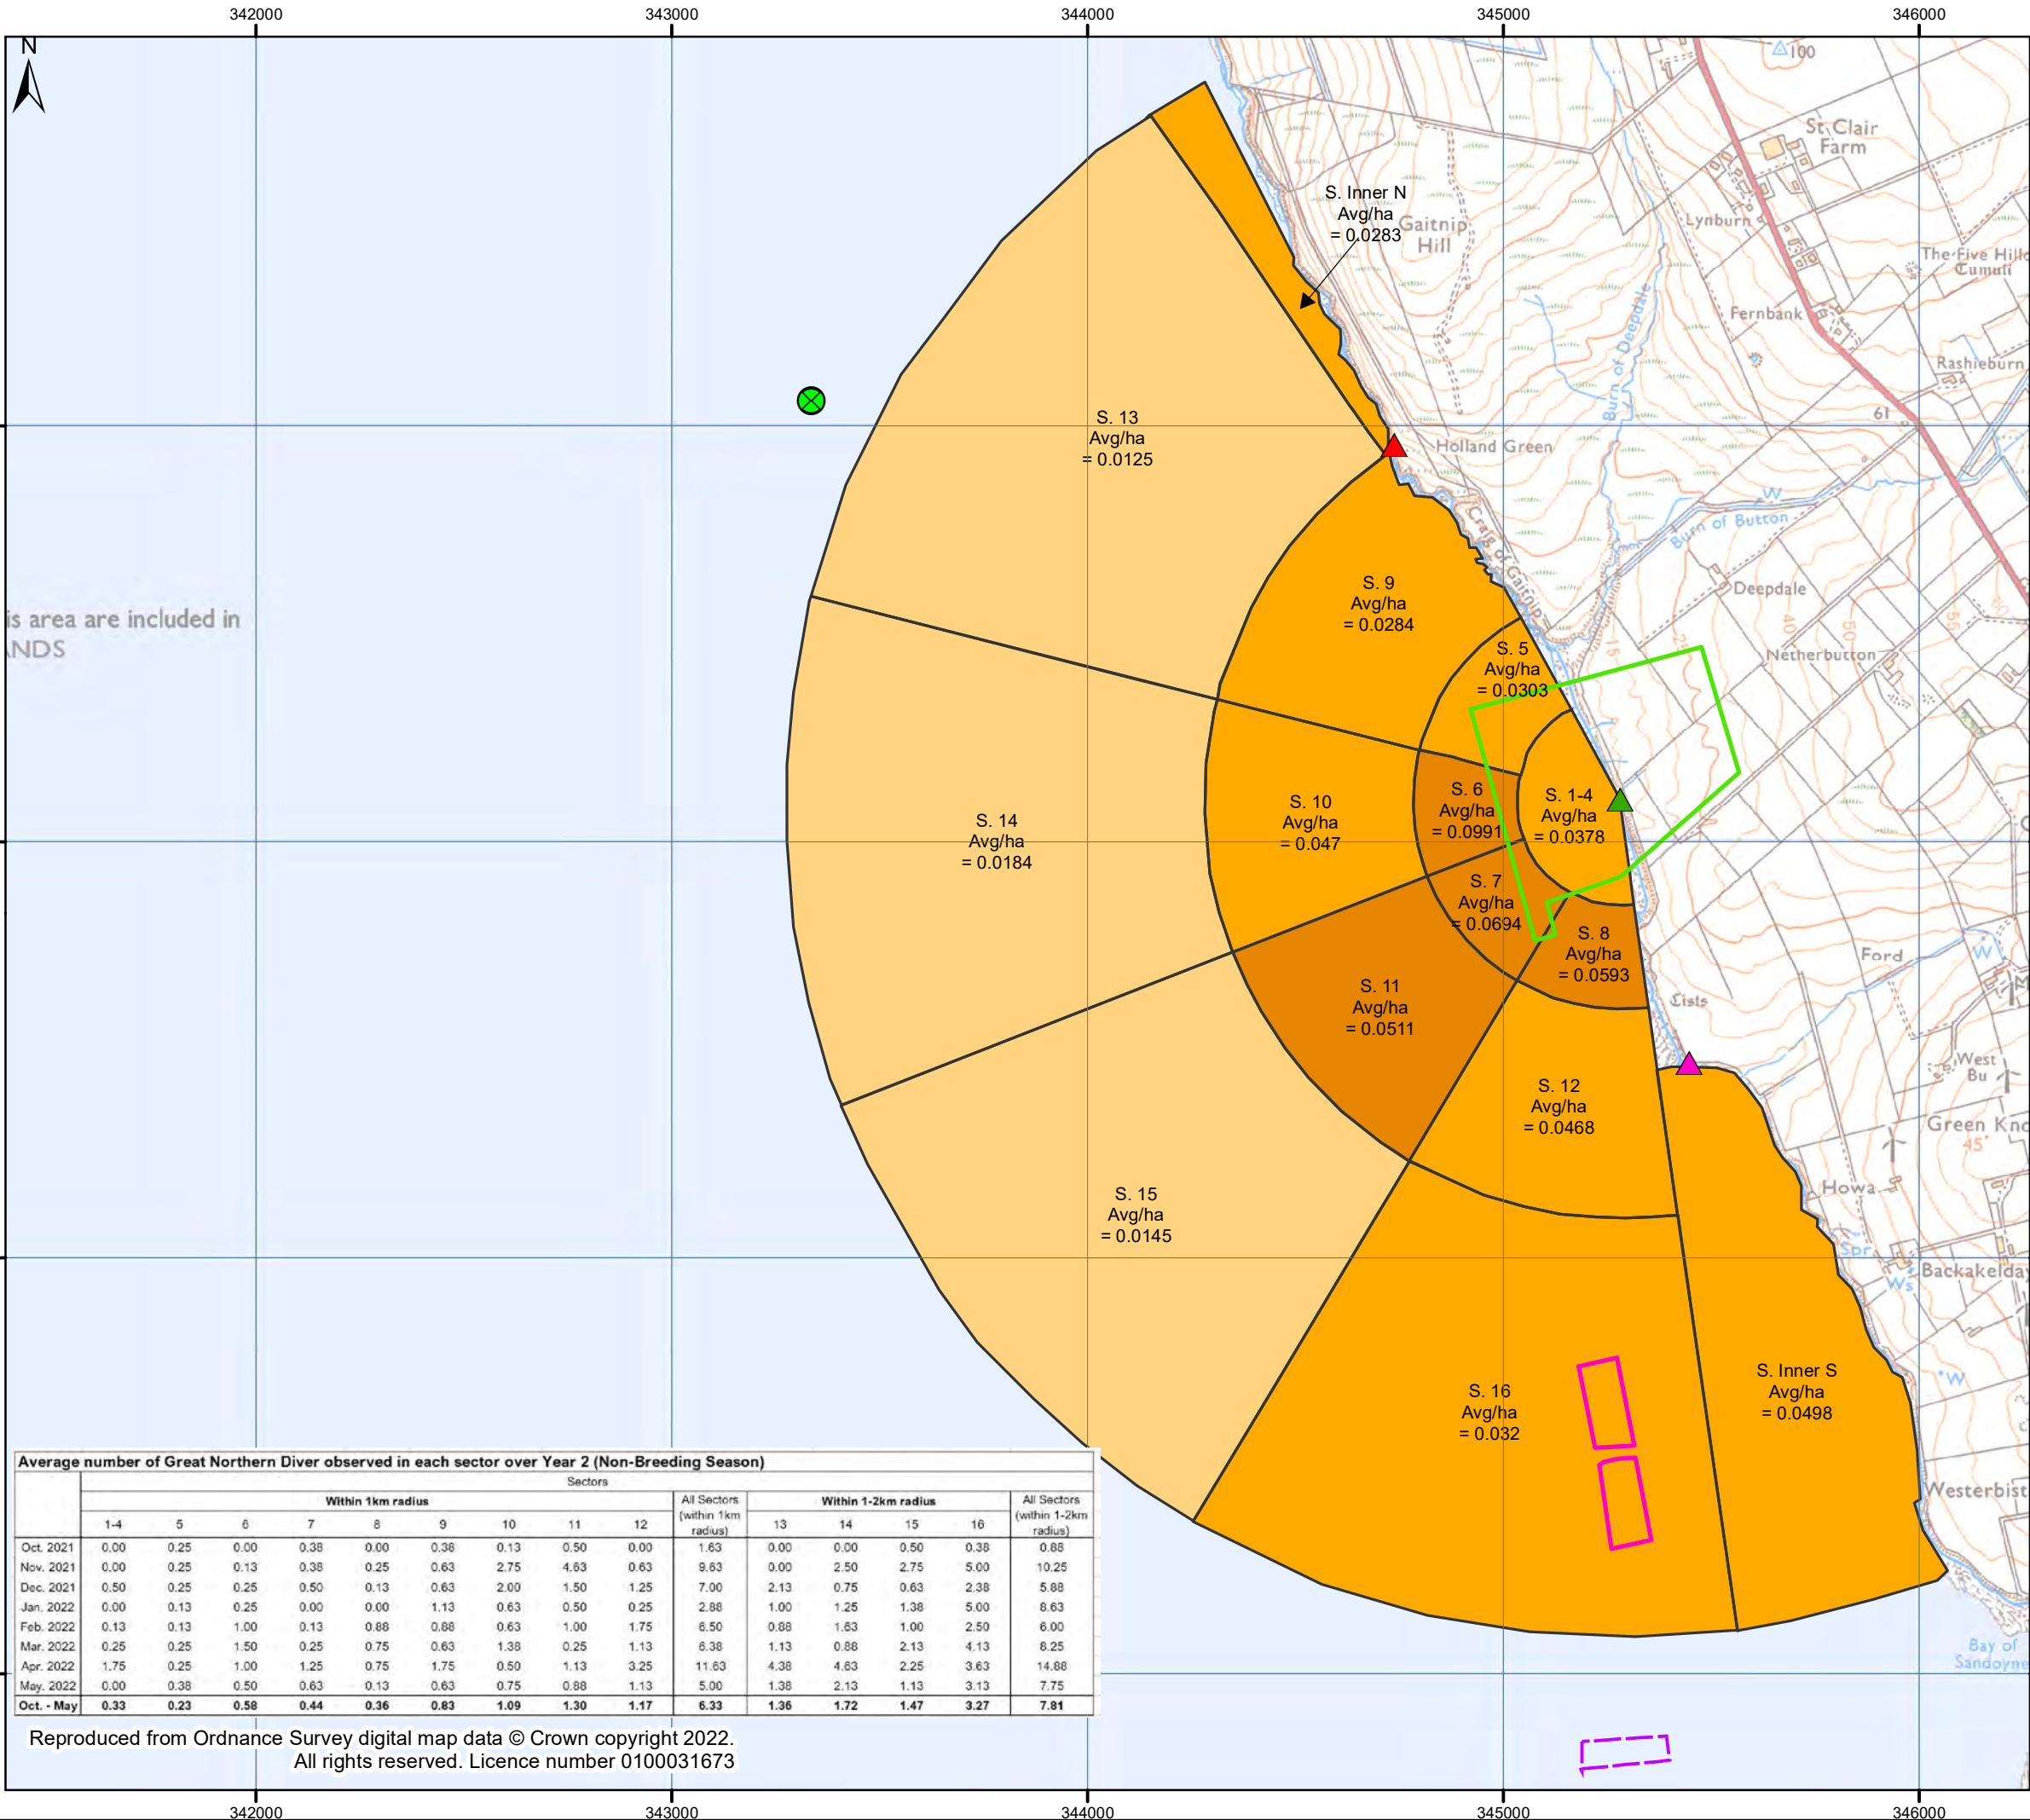 342000 343000 344000 345000 346000
N
100
St Clair
Farm
S. Inner N
Avg/ha
= 0.0283
Gaitnip
Hill
Lynburn
The Five Hills
Tumuli
Burn of Deepdale
Fernbank
Rashieburn
S. 13
Avg/ha
= 0.0125
61
Holland Green
Craig of Gaitnip
W
Burn of Button
S. 9
Avg/ha
= 0.0284
Deepdale
15
40
50
55
60
is area are included in
NDS
S. 5
Avg/ha
= 0.0303
Netherbutton
S. 6
Avg/ha
= 0.0991
S. 1-4
Avg/ha
= 0.0378
S. 10
Avg/ha
= 0.047
S. 14
Avg/ha
= 0.0184
S. 7
Avg/ha
= 0.0694
S. 8
Avg/ha
= 0.0593
Ford
W
S. 11
Avg/ha
= 0.0511
Cists
West
Bu
S. 12
Avg/ha
= 0.0468
Green Kno
45
Howa
S. 15
Avg/ha
= 0.0145
Spr
Ws
Backakelday
S. Inner S
Avg/ha
= 0.0498
W
S. 16
Avg/ha
= 0.032
Westerbist
Bay of
Sandoyne
Average number of Great Northern Diver observed in each sector over Year 2 (Non-Breeding Season)
Sectors
Within 1km radius All Sectors (within 1km radius) Within 1-2km radius All Sectors (within 1-2km radius)
1-4 5 6 7 8 9 10 11 12 13 14 15 16
Oct. 2021 0.00 0.25 0.00 0.38 0.00 0.38 0.13 0.50 0.00 1.63 0.00 0.00 0.50 0.38 0.88
Nov. 2021 0.00 0.25 0.13 0.38 0.25 0.63 2.75 4.63 0.63 9.63 0.00 2.50 2.75 5.00 10.25
Dec. 2021 0.50 0.25 0.25 0.50 0.13 0.63 2.00 1.50 1.25 7.00 2.13 0.75 0.63 2.38 5.88
Jan. 2022 0.00 0.13 0.25 0.00 0.00 1.13 0.63 0.50 0.25 2.88 1.00 1.25 1.38 5.00 8.63
Feb. 2022 0.13 0.13 1.00 0.13 0.88 0.88 0.63 1.00 1.75 6.50 0.88 1.63 1.00 2.50 6.00
Mar. 2022 0.25 0.25 1.50 0.25 0.75 0.63 1.38 0.25 1.13 6.38 1.13 0.88 2.13 4.13 8.25
Apr. 2022 1.75 0.25 1.00 1.25 0.75 1.75 0.50 1.13 3.25 11.63 4.38 4.63 2.25 3.63 14.88
May. 2022 0.00 0.38 0.50 0.63 0.13 0.63 0.75 0.88 1.13 5.00 1.38 2.13 1.13 3.13 7.75
Oct. - May 0.33 0.23 0.58 0.44 0.36 0.83 1.09 1.30 1.17 6.33 1.36 1.72 1.47 3.27 7.81
Reproduced from Ordnance Survey digital map data © Crown copyright 2022.
All rights reserved. Licence number 0100031673
342000 343000 344000 345000 346000